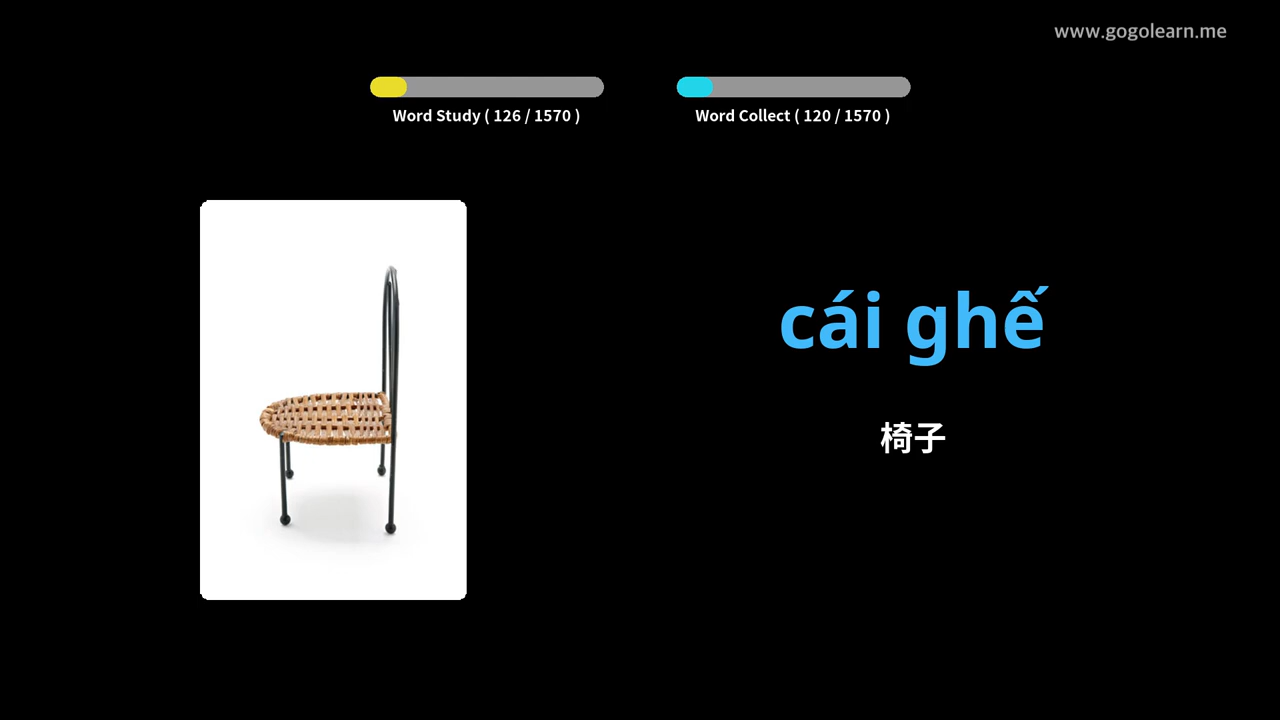 www.gogolearn.me
Word Study ( 126 / 1570 )
Word Collect ( 120 / 1570 )
cái ghế
椅子